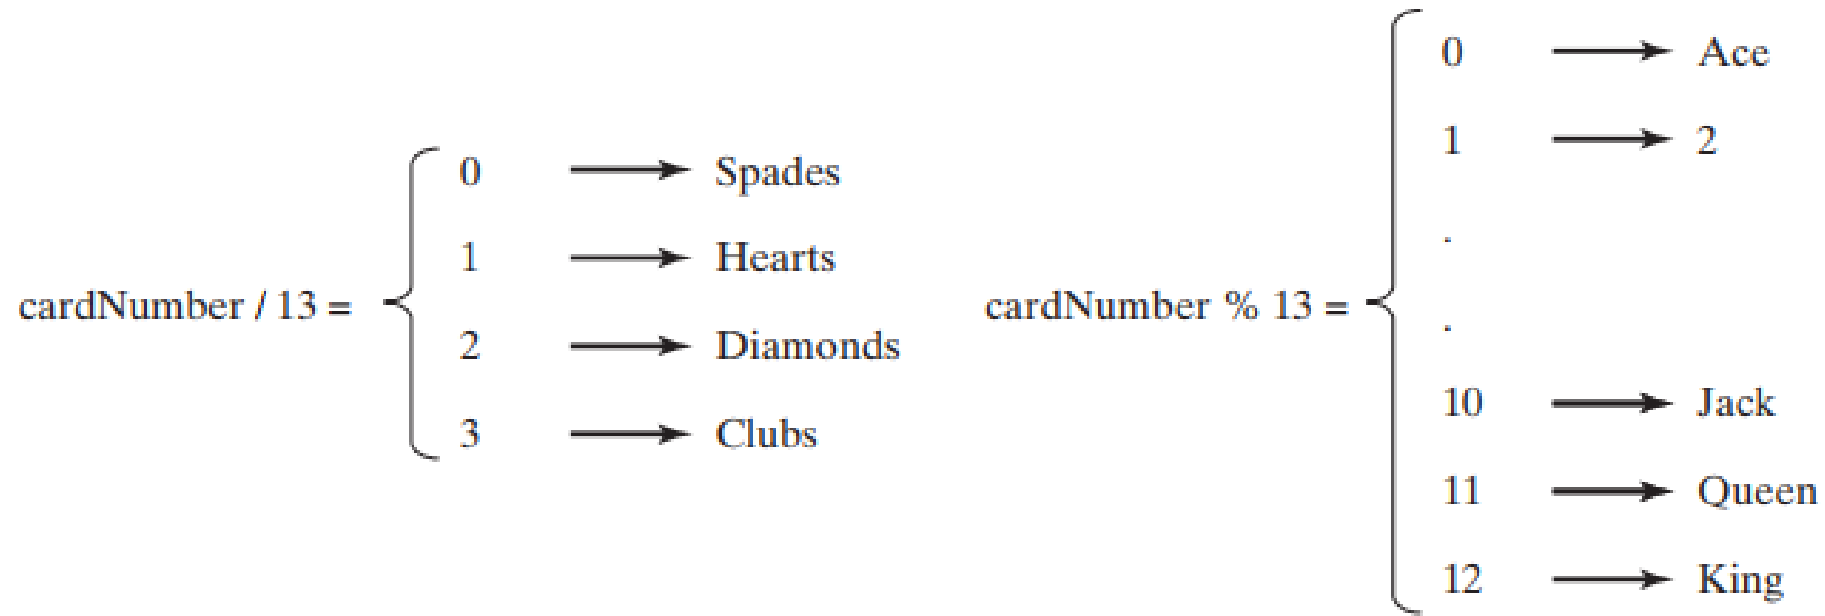 cardNumber / 13 =
0 → Spades
1 → Hearts
2 → Diamonds
3 → Clubs
cardNumber % 13 =
0 → Ace
1 → 2
.
.
10 → Jack
11 → Queen
12 → King